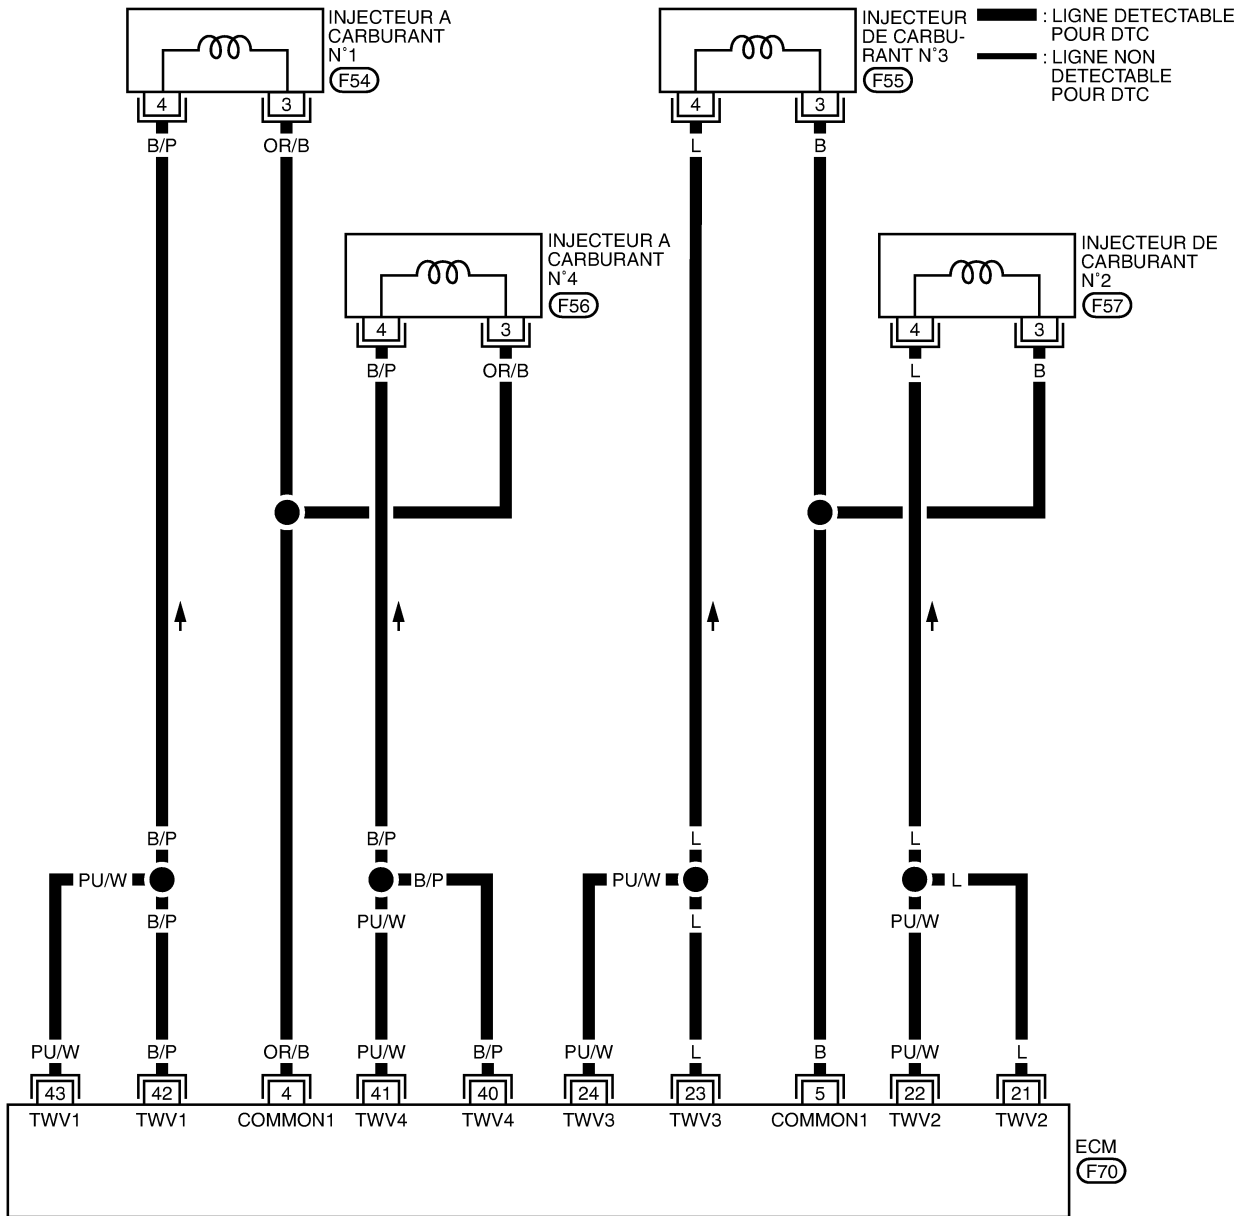 INJECTEUR A
CARBURANT
N°1
F54
4
3
B/P
OR/B
INJECTEUR
DE CARBU-
RANT N°3
F55
4
3
L
B
: LIGNE DETECTABLE
POUR DTC
: LIGNE NON
DETECTABLE
POUR DTC
INJECTEUR A
CARBURANT
N°4
F56
4
3
B/P
OR/B
INJECTEUR DE
CARBURANT
N°2
F57
4
3
L
B
B/P
B/P
L
L
PU/W
B/P
PU/W
L
B/P
PU/W
L
PU/W
PU/W
B/P
OR/B
PU/W
B/P
PU/W
L
B
PU/W
L
43
42
4
41
40
24
23
5
22
21
TWV1
TWV1
COMMON1
TWV4
TWV4
TWV3
TWV3
COMMON1
TWV2
TWV2
ECM
F70